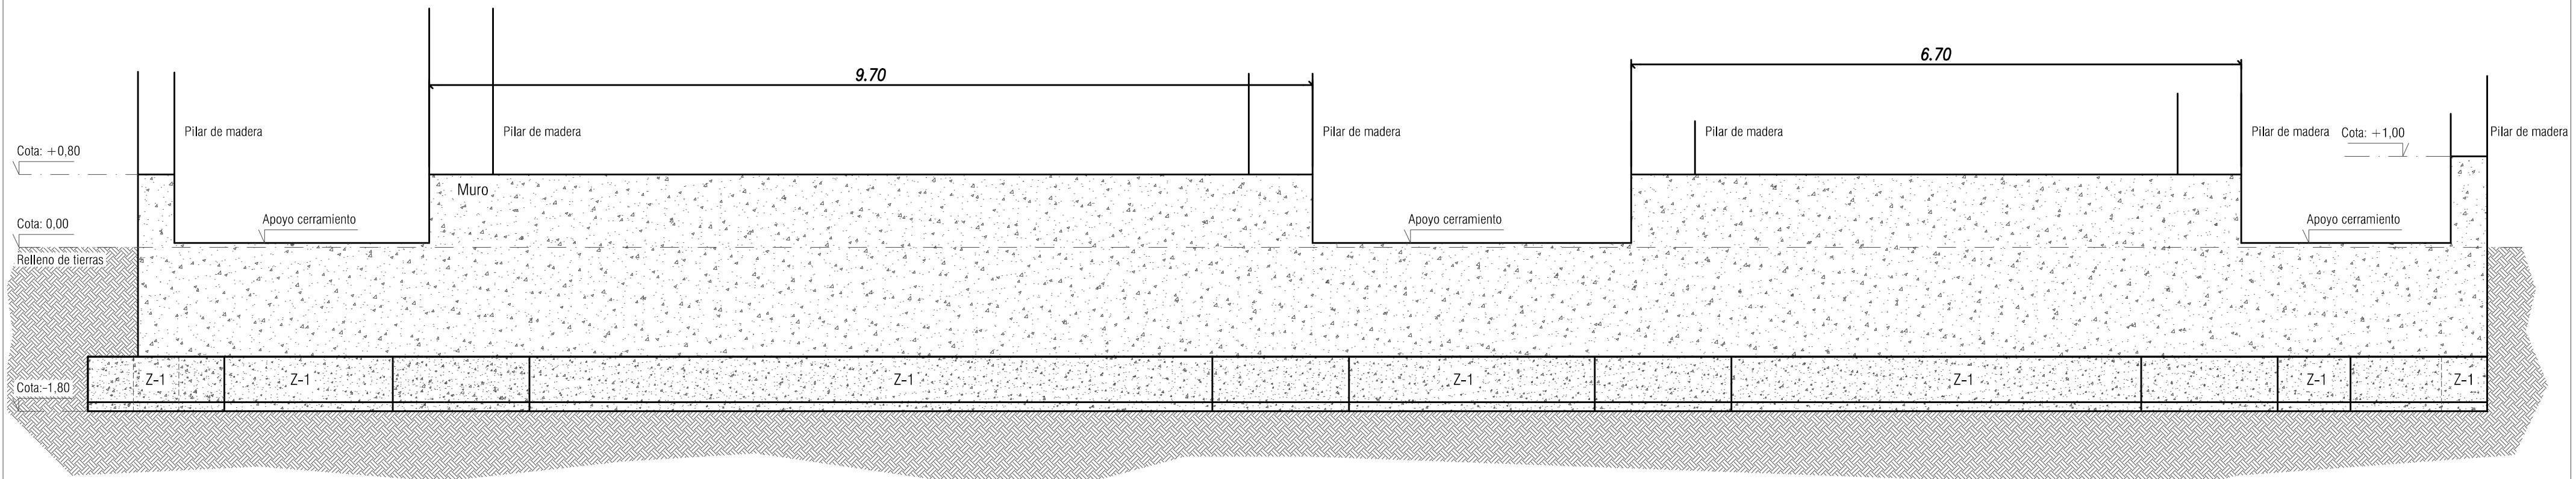 9.70
6.70
Pilar de madera
Pilar de madera
Pilar de madera
Pilar de madera
Pilar de madera
Pilar de madera
Cota: +0,80
Cota: +1,00
Muro
Cota: 0,00
Apoyo cerramiento
Apoyo cerramiento
Apoyo cerramiento
Relleno de tierras
Cota:-1,80
Z-1
Z-1
Z-1
Z-1
Z-1
Z-1
Z-1